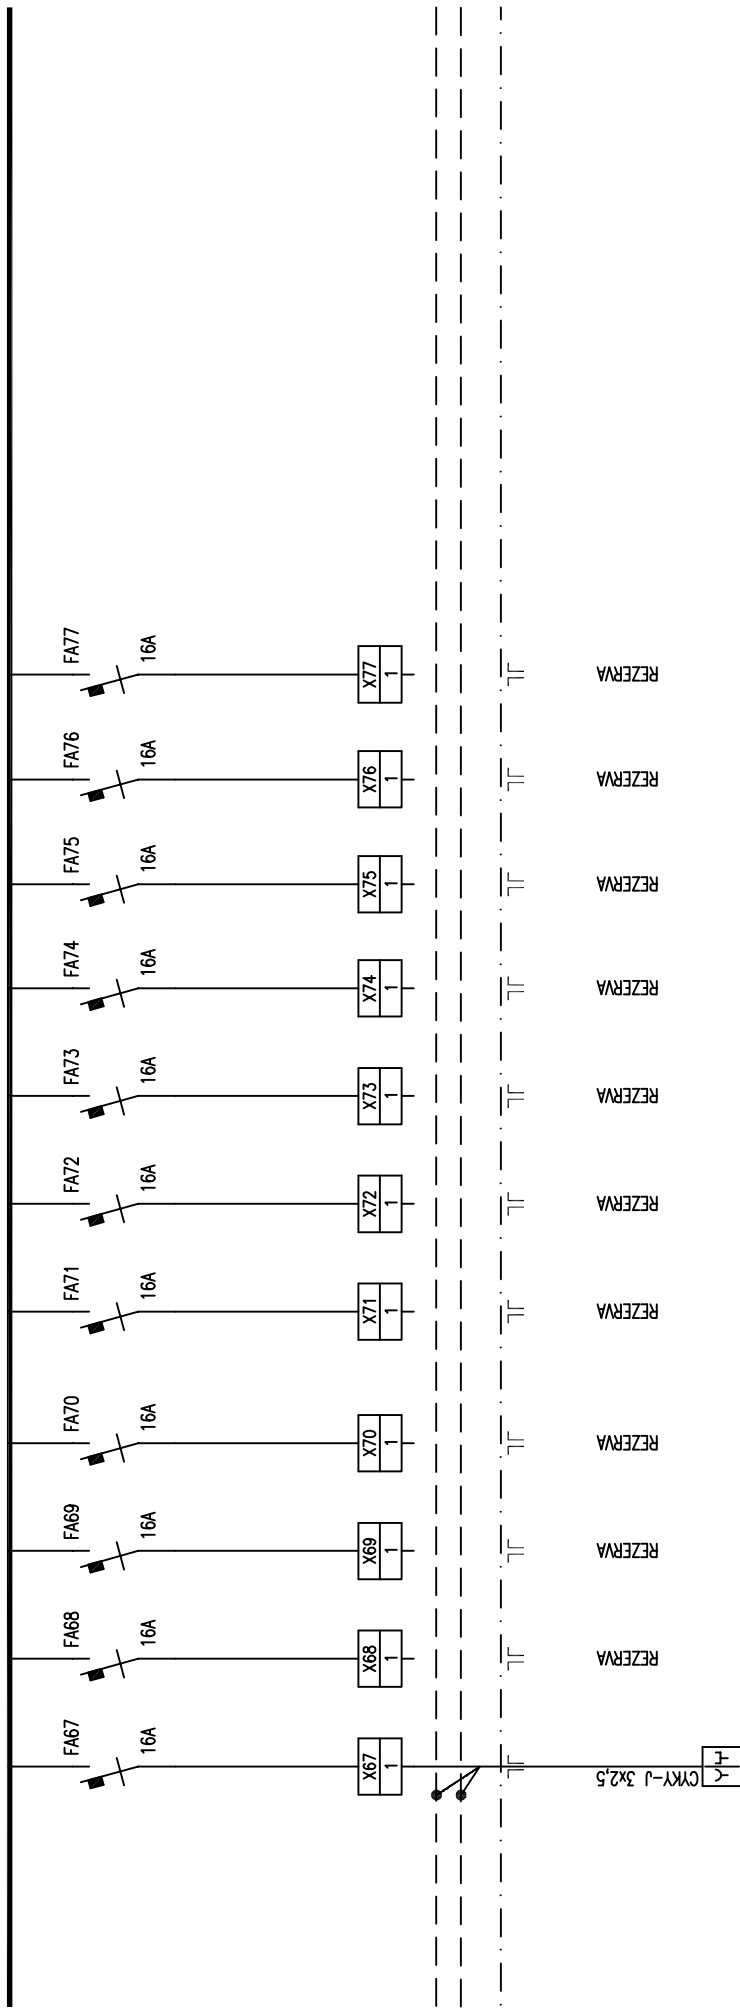 FA77
16A
X77
1
REZERVA
FA76
16A
X76
1
REZERVA
FA75
16A
X75
1
REZERVA
FA74
16A
X74
1
REZERVA
FA73
16A
X73
1
REZERVA
FA72
16A
X72
1
REZERVA
FA71
16A
X71
1
REZERVA
FA70
16A
X70
1
REZERVA
FA69
16A
X69
1
REZERVA
FA68
16A
X68
1
REZERVA
FA67
16A
X67
1
CYKY-J 3x2,5